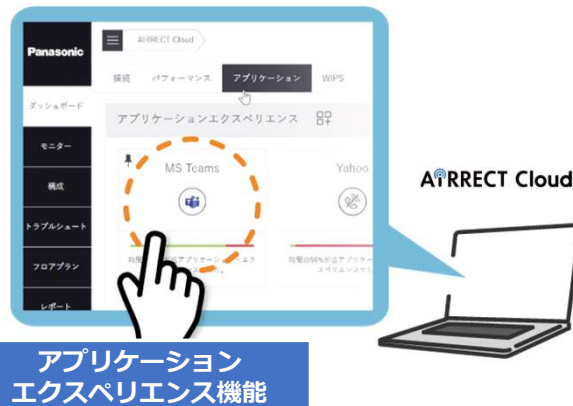 Panasonic
AIRRECT Cloud
接続 パフォーマンス アプリケーション WIPS
ダッシュボード
アプリケーションエクスペリエンス
モニター
MS Teams
Yahoo
構成
AiRRECT Cloud
トラブルシュート
フロアプラン
レポート
アプリケーション
エクスペリエンス機能